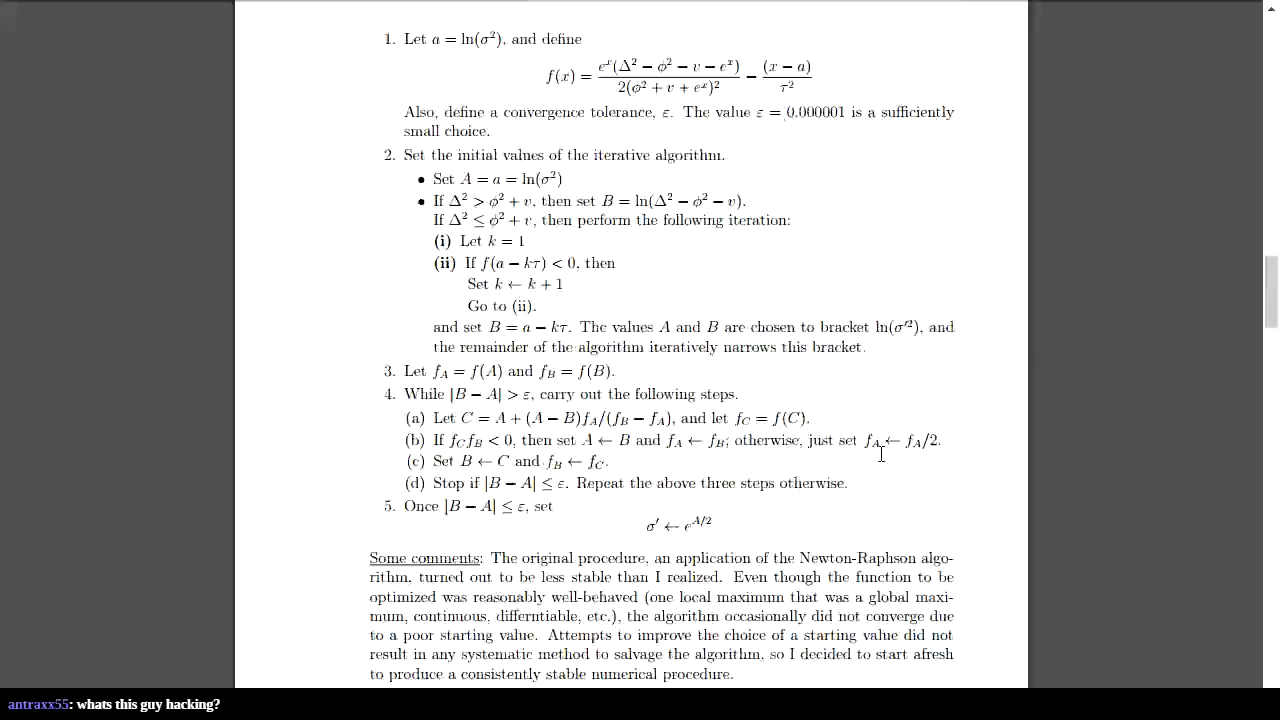 1. Let a = ln(σ²), and define
f(x) = e^x(Δ² − ϕ² − v − e^x) / 2(ϕ² + v + e^x)² − (x − a) / τ²
Also, define a convergence tolerance, ε. The value ε = 0.000001 is a sufficiently
small choice.
2. Set the initial values of the iterative algorithm.
• Set A = a = ln(σ²)
• If Δ² > ϕ² + v, then set B = ln(Δ² − ϕ² − v).
If Δ² ≤ ϕ² + v, then perform the following iteration:
(i) Let k = 1
(ii) If f(a − kτ) < 0, then
Set k ← k + 1
Go to (ii).
and set B = a − kτ. The values A and B are chosen to bracket ln(σ′²), and
the remainder of the algorithm iteratively narrows this bracket.
3. Let f_A = f(A) and f_B = f(B).
4. While |B − A| > ε, carry out the following steps.
(a) Let C = A + (A − B)f_A/(f_B − f_A), and let f_C = f(C).
(b) If f_C f_B < 0, then set A ← B and f_A ← f_B; otherwise, just set f_A ← f_A/2.
(c) Set B ← C and f_B ← f_C.
(d) Stop if |B − A| ≤ ε. Repeat the above three steps otherwise.
5. Once |B − A| ≤ ε, set
σ′ ← e^{A/2}
Some comments: The original procedure, an application of the Newton-Raphson algo-
rithm, turned out to be less stable than I realized. Even though the function to be
optimized was reasonably well-behaved (one local maximum that was a global maxi-
mum, continuous, differntiable, etc.), the algorithm occasionally did not converge due
to a poor starting value. Attempts to improve the choice of a starting value did not
result in any systematic method to salvage the algorithm, so I decided to start afresh
to produce a consistently stable numerical procedure.
antraxx55: whats this guy hacking?